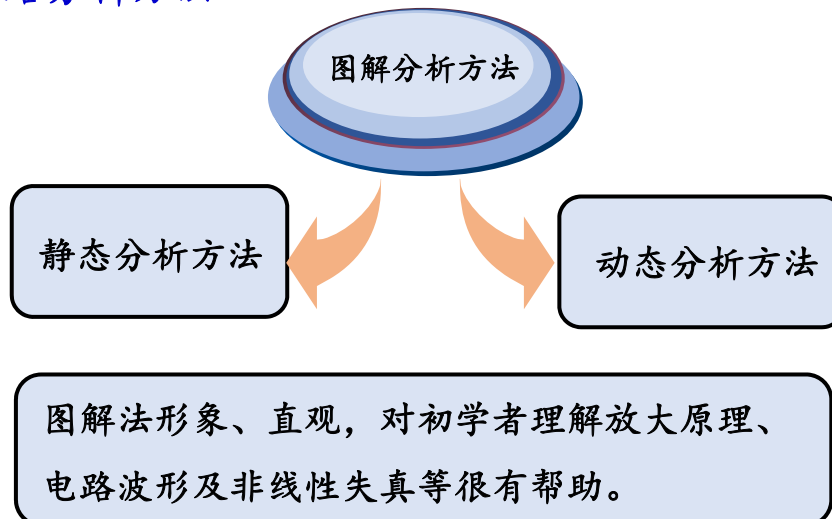 图解分析方法
静态分析方法
动态分析方法
图解法形象、直观，对初学者理解放大原理、
电路波形及非线性失真等很有帮助。